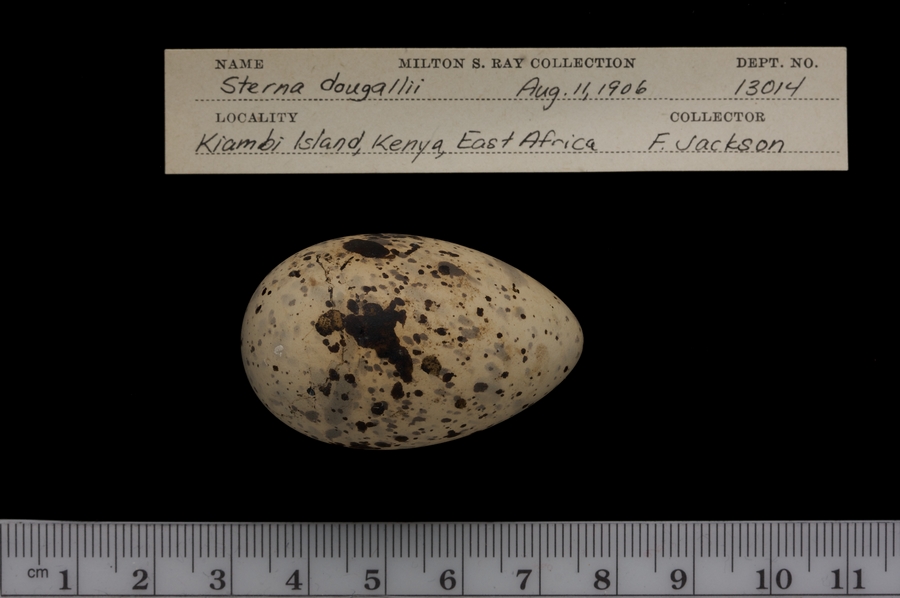 NAME MILTON S. RAY COLLECTION DEPT. NO.
Sterna dougallii Aug. 11, 1906 13014
LOCALITY COLLECTOR
Kiambi Island, Kenya, East Africa F. Jackson
cm 1 2 3 4 5 6 7 8 9 10 11